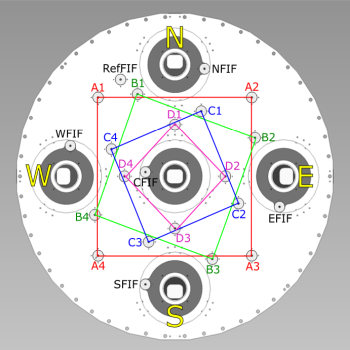 N
RefFIF
NFIF
A1
B1
A2
C1
D1
WFIF
C4
B2
W
D4
CFIF
D2
E
B4
C2
EFIF
C3
D3
A4
B3
A3
SFIF
S